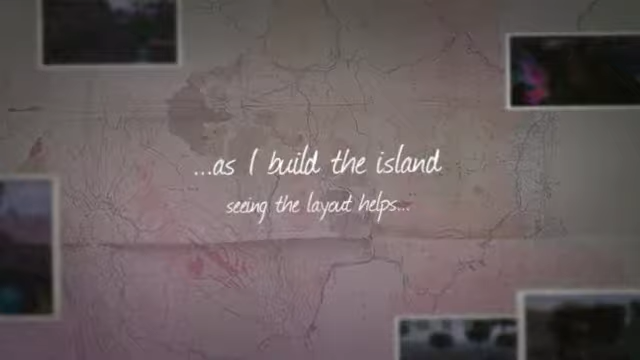 ...as I build the island
seeing the layout helps...